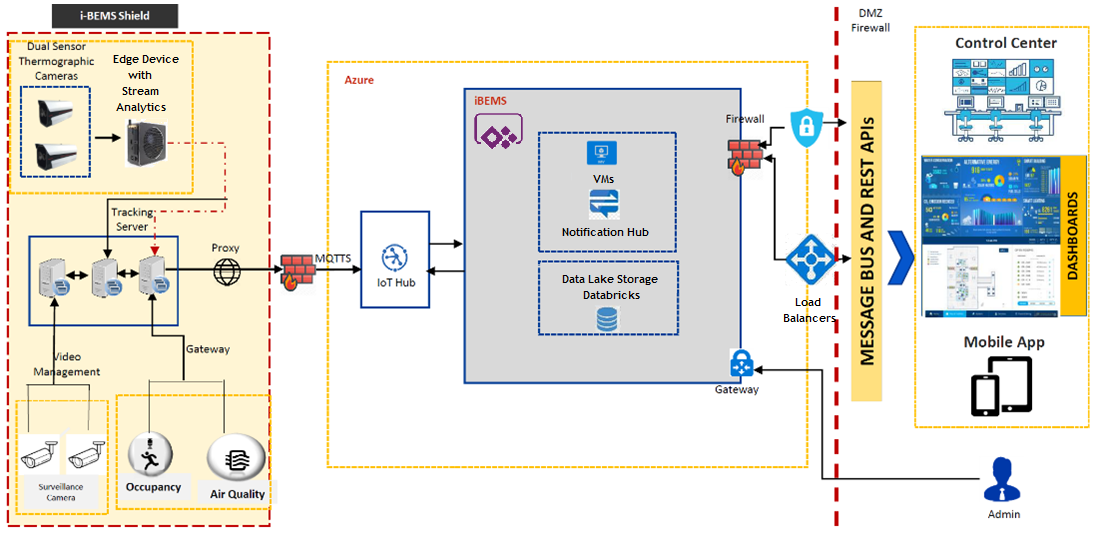 i-BEMS Shield
Dual Sensor
Thermographic
Cameras
Edge Device
with
Stream
Analytics
Tracking
Server
Proxy
Video
Management
Gateway
Surveillance
Camera
Occupancy
Air Quality
MQTTS
Azure
IoT Hub
iBEMS
VMs
Notification Hub
Data Lake Storage
Databricks
Firewall
Load
Balancers
Gateway
DMZ
Firewall
MESSAGE BUS AND REST APIs
Control Center
ALTERNATIVE ENERGY
DASHBOARDS
Mobile App
Admin